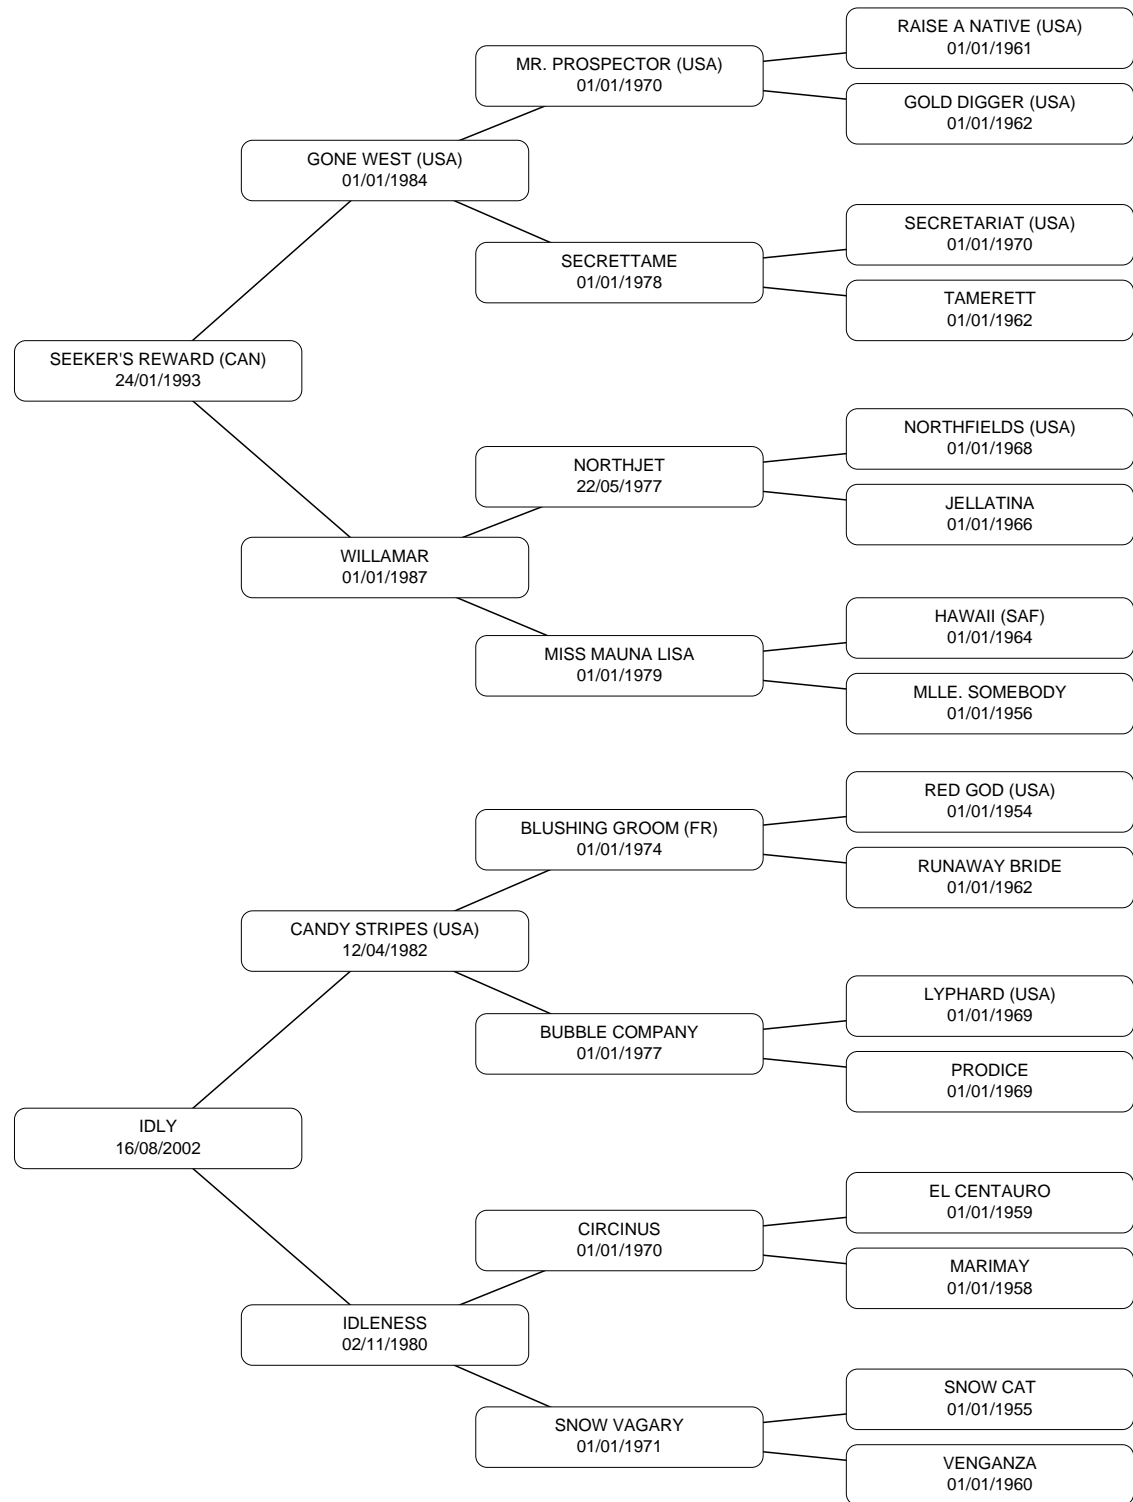 RAISE A NATIVE (USA)
01/01/1961
MR. PROSPECTOR (USA)
01/01/1970
GOLD DIGGER (USA)
01/01/1962
GONE WEST (USA)
01/01/1984
SECRETARIAT (USA)
01/01/1970
SECRETTAME
01/01/1978
TAMERETT
01/01/1962
SEEKER'S REWARD (CAN)
24/01/1993
NORTHFIELDS (USA)
01/01/1968
NORTHJET
22/05/1977
JELLATINA
01/01/1966
WILLAMAR
01/01/1987
HAWAII (SAF)
01/01/1964
MISS MAUNA LISA
01/01/1979
MLLE. SOMEBODY
01/01/1956
RED GOD (USA)
01/01/1954
BLUSHING GROOM (FR)
01/01/1974
RUNAWAY BRIDE
01/01/1962
CANDY STRIPES (USA)
12/04/1982
LYPHARD (USA)
01/01/1969
BUBBLE COMPANY
01/01/1977
PRODICE
01/01/1969
IDLY
16/08/2002
EL CENTAURO
01/01/1959
CIRCINUS
01/01/1970
MARIMAY
01/01/1958
IDLENESS
02/11/1980
SNOW CAT
01/01/1955
SNOW VAGARY
01/01/1971
VENGANZA
01/01/1960